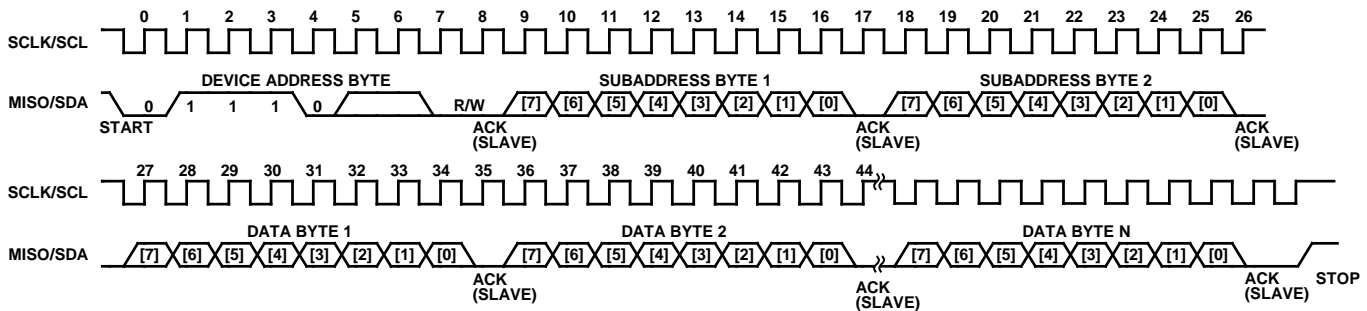 0 1 2 3 4 5 6 7 8 9 10 11 12 13 14 15 16 17 18 19 20 21 22 23 24 25 26
SCLK/SCL
DEVICE ADDRESS BYTE SUBADDRESS BYTE 1 SUBADDRESS BYTE 2
MISO/SDA 0 1 1 1 0 R/W [7] [6] [5] [4] [3] [2] [1] [0] [7] [6] [5] [4] [3] [2] [1] [0]
START ACK (SLAVE) ACK (SLAVE) ACK (SLAVE)
27 28 29 30 31 32 33 34 35 36 37 38 39 40 41 42 43 44
SCLK/SCL
DATA BYTE 1 DATA BYTE 2 DATA BYTE N
MISO/SDA [7] [6] [5] [4] [3] [2] [1] [0] [7] [6] [5] [4] [3] [2] [1] [0] [7] [6] [5] [4] [3] [2] [1] [0]
ACK (SLAVE) ACK (SLAVE) ACK (SLAVE) STOP